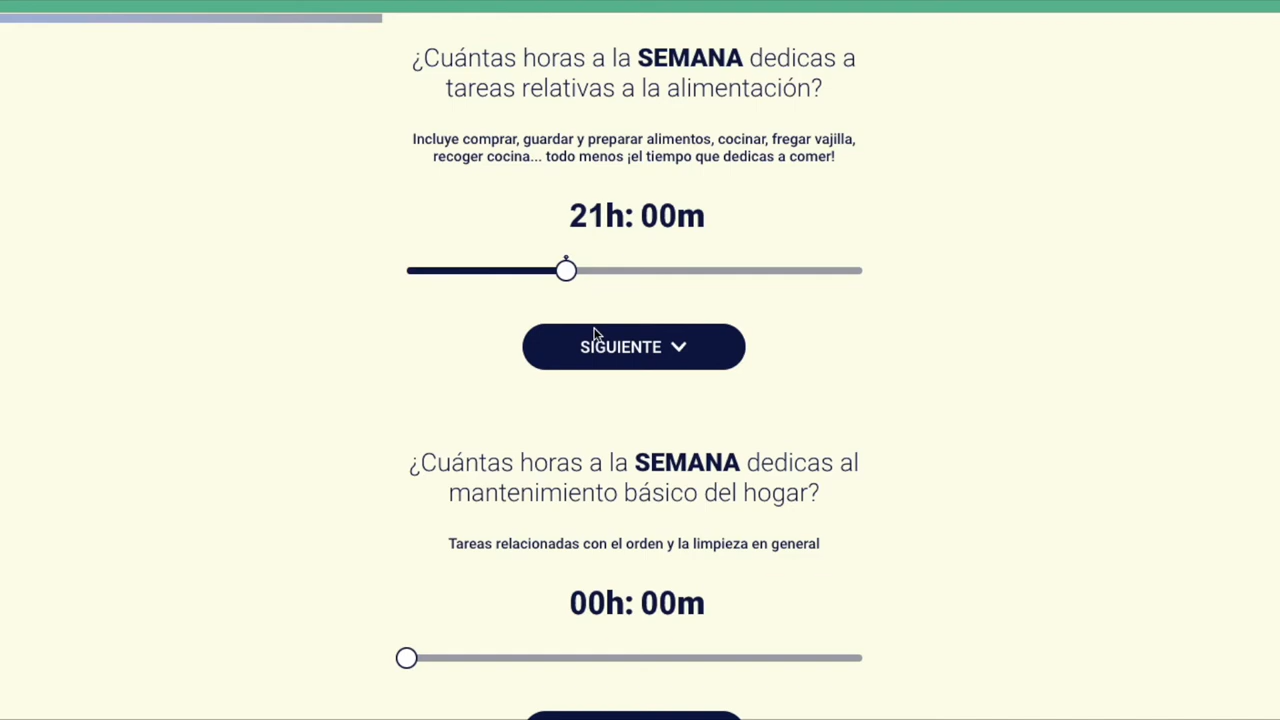 ¿Cuántas horas a la SEMANA dedicas a
tareas relativas a la alimentación?
Incluye comprar, guardar y preparar alimentos, cocinar, fregar vajilla,
recoger cocina... todo menos ¡el tiempo que dedicas a comer!
21h: 00m
SIGUIENTE
¿Cuántas horas a la SEMANA dedicas al
mantenimiento básico del hogar?
Tareas relacionadas con el orden y la limpieza en general
00h: 00m